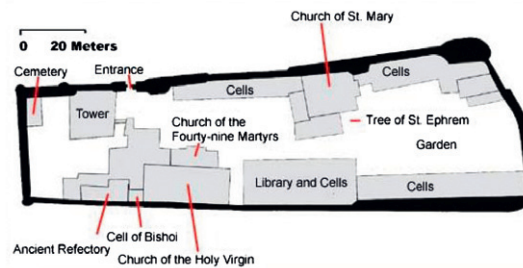 Church of St. Mary
0 20 Meters
Cemetery
Entrance
Cells
Cells
Tower
Church of the
Fourty-nine Martyrs
Tree of St. Ephrem
Garden
Library and Cells
Cells
Ancient Refectory
Cell of Bishoi
Church of the Holy Virgin